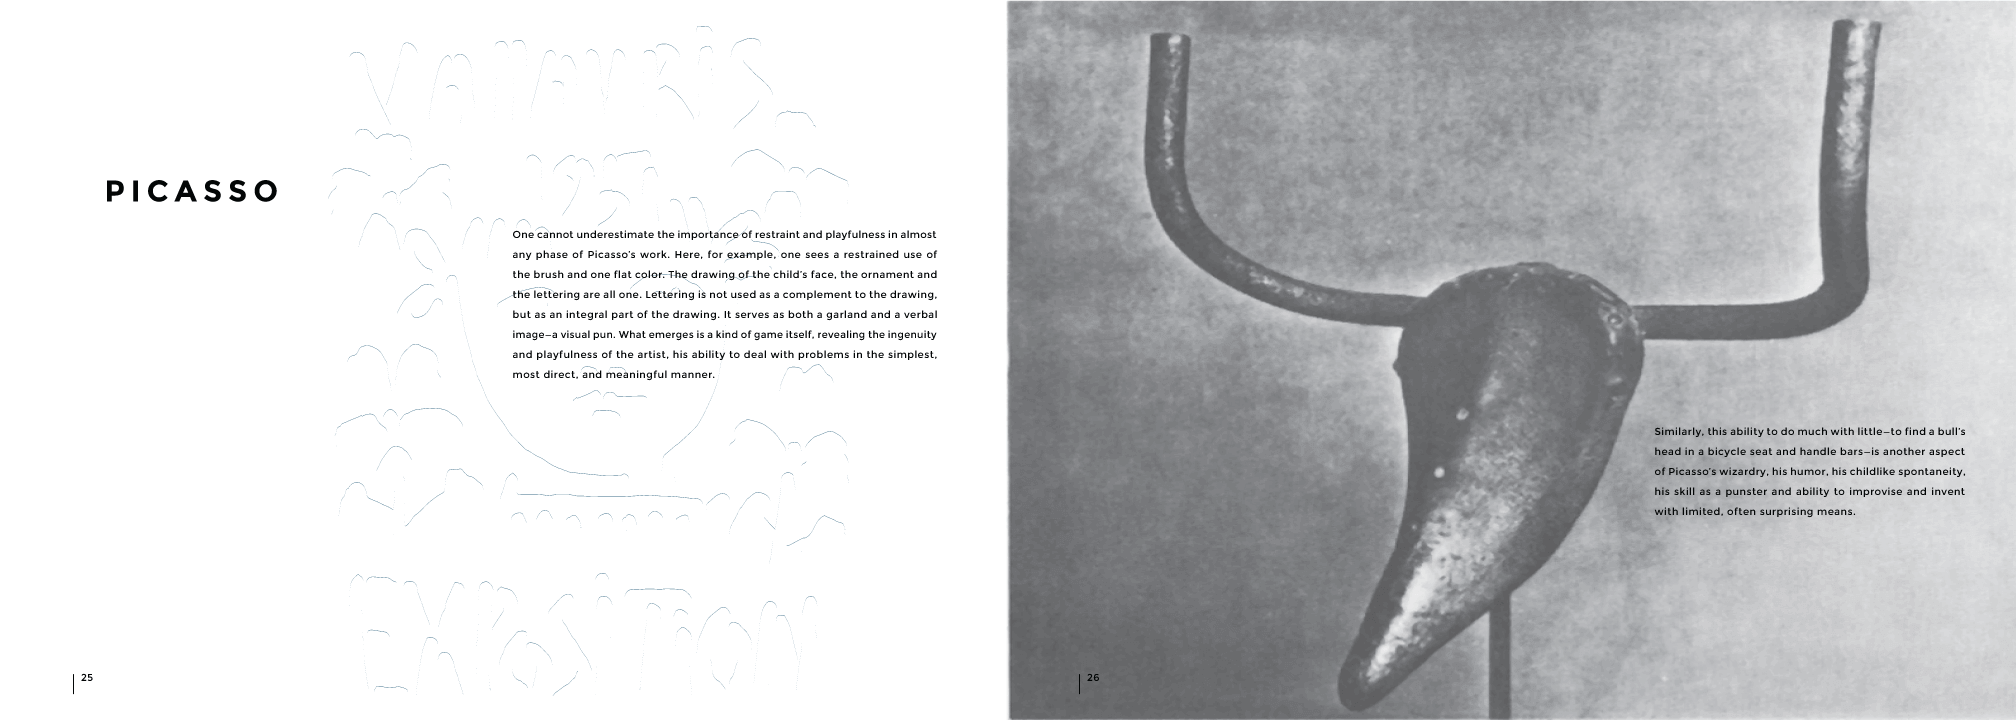 VALLAURIS
1956
PICASSO
One cannot underestimate the importance of restraint and playfulness in almost
any phase of Picasso's work. Here, for example, one sees a restrained use of
the brush and one flat color. The drawing of the child's face, the ornament and
the lettering are all one. Lettering is not used as a complement to the drawing,
but as an integral part of the drawing. It serves as both a garland and a verbal
image—a visual pun. What emerges is a kind of game itself, revealing the ingenuity
and playfulness of the artist, his ability to deal with problems in the simplest,
most direct, and meaningful manner.
EXPOSITION
25
Similarly, this ability to do much with little—to find a bull's
head in a bicycle seat and handle bars—is another aspect
of Picasso's wizardry, his humor, his childlike spontaneity,
his skill as a punster and ability to improvise and invent
with limited, often surprising means.
26